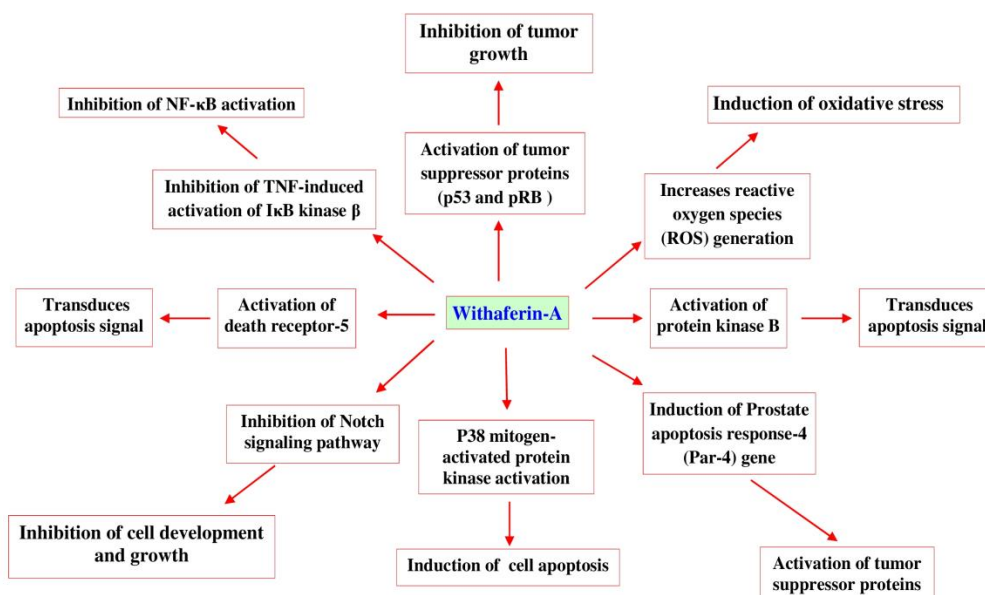 Inhibition of tumor
growth
Inhibition of NF-κB activation
Induction of oxidative stress
Activation of tumor
suppressor proteins
(p53 and pRB )
Inhibition of TNF-induced
activation of IκB kinase β
Increases reactive
oxygen species
(ROS) generation
Transduces
apoptosis signal
Activation of
death receptor-5
Withaferin-A
Activation of
protein kinase B
Transduces
apoptosis signal
Inhibition of Notch
signaling pathway
P38 mitogen-
activated protein
kinase activation
Induction of Prostate
apoptosis response-4
(Par-4) gene
Inhibition of cell development
and growth
Induction of cell apoptosis
Activation of tumor
suppressor proteins